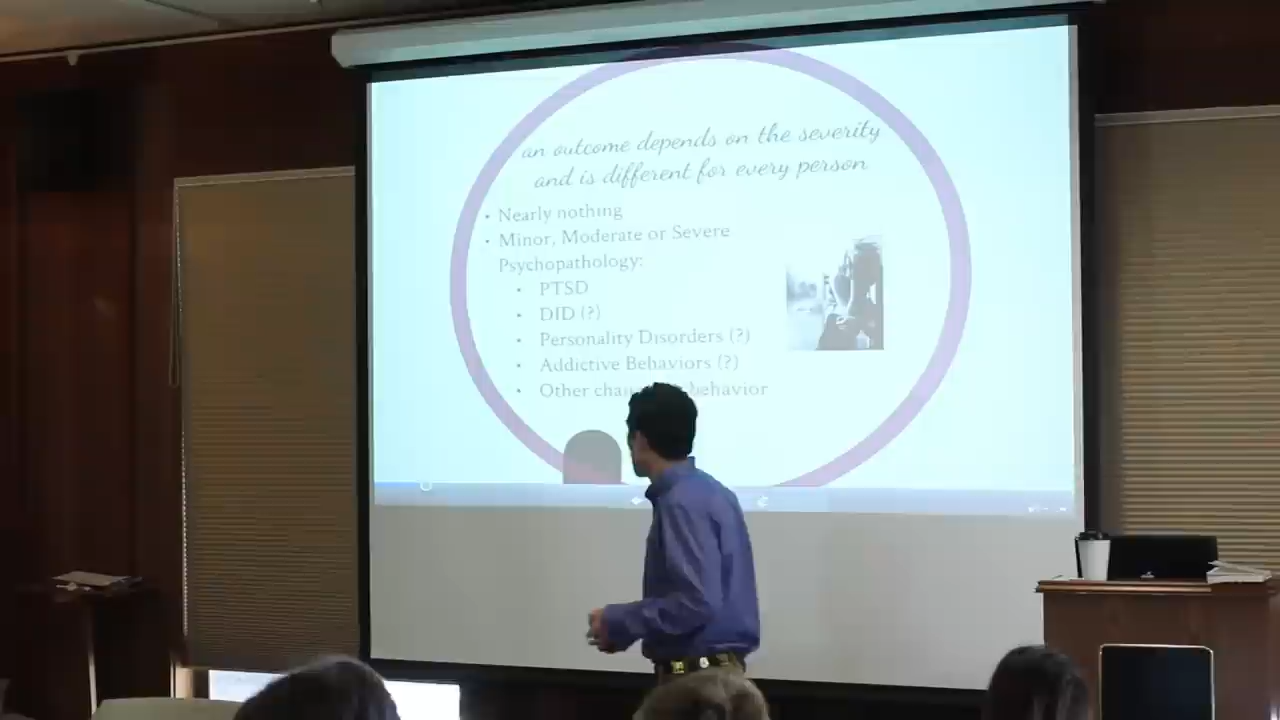 an outcome depends on the severity
and is different for every person
• Nearly nothing
• Minor, Moderate or Severe
Psychopathology:
• PTSD
• DID (?)
• Personality Disorders (?)
• Addictive Behaviors (?)
• Other behavior